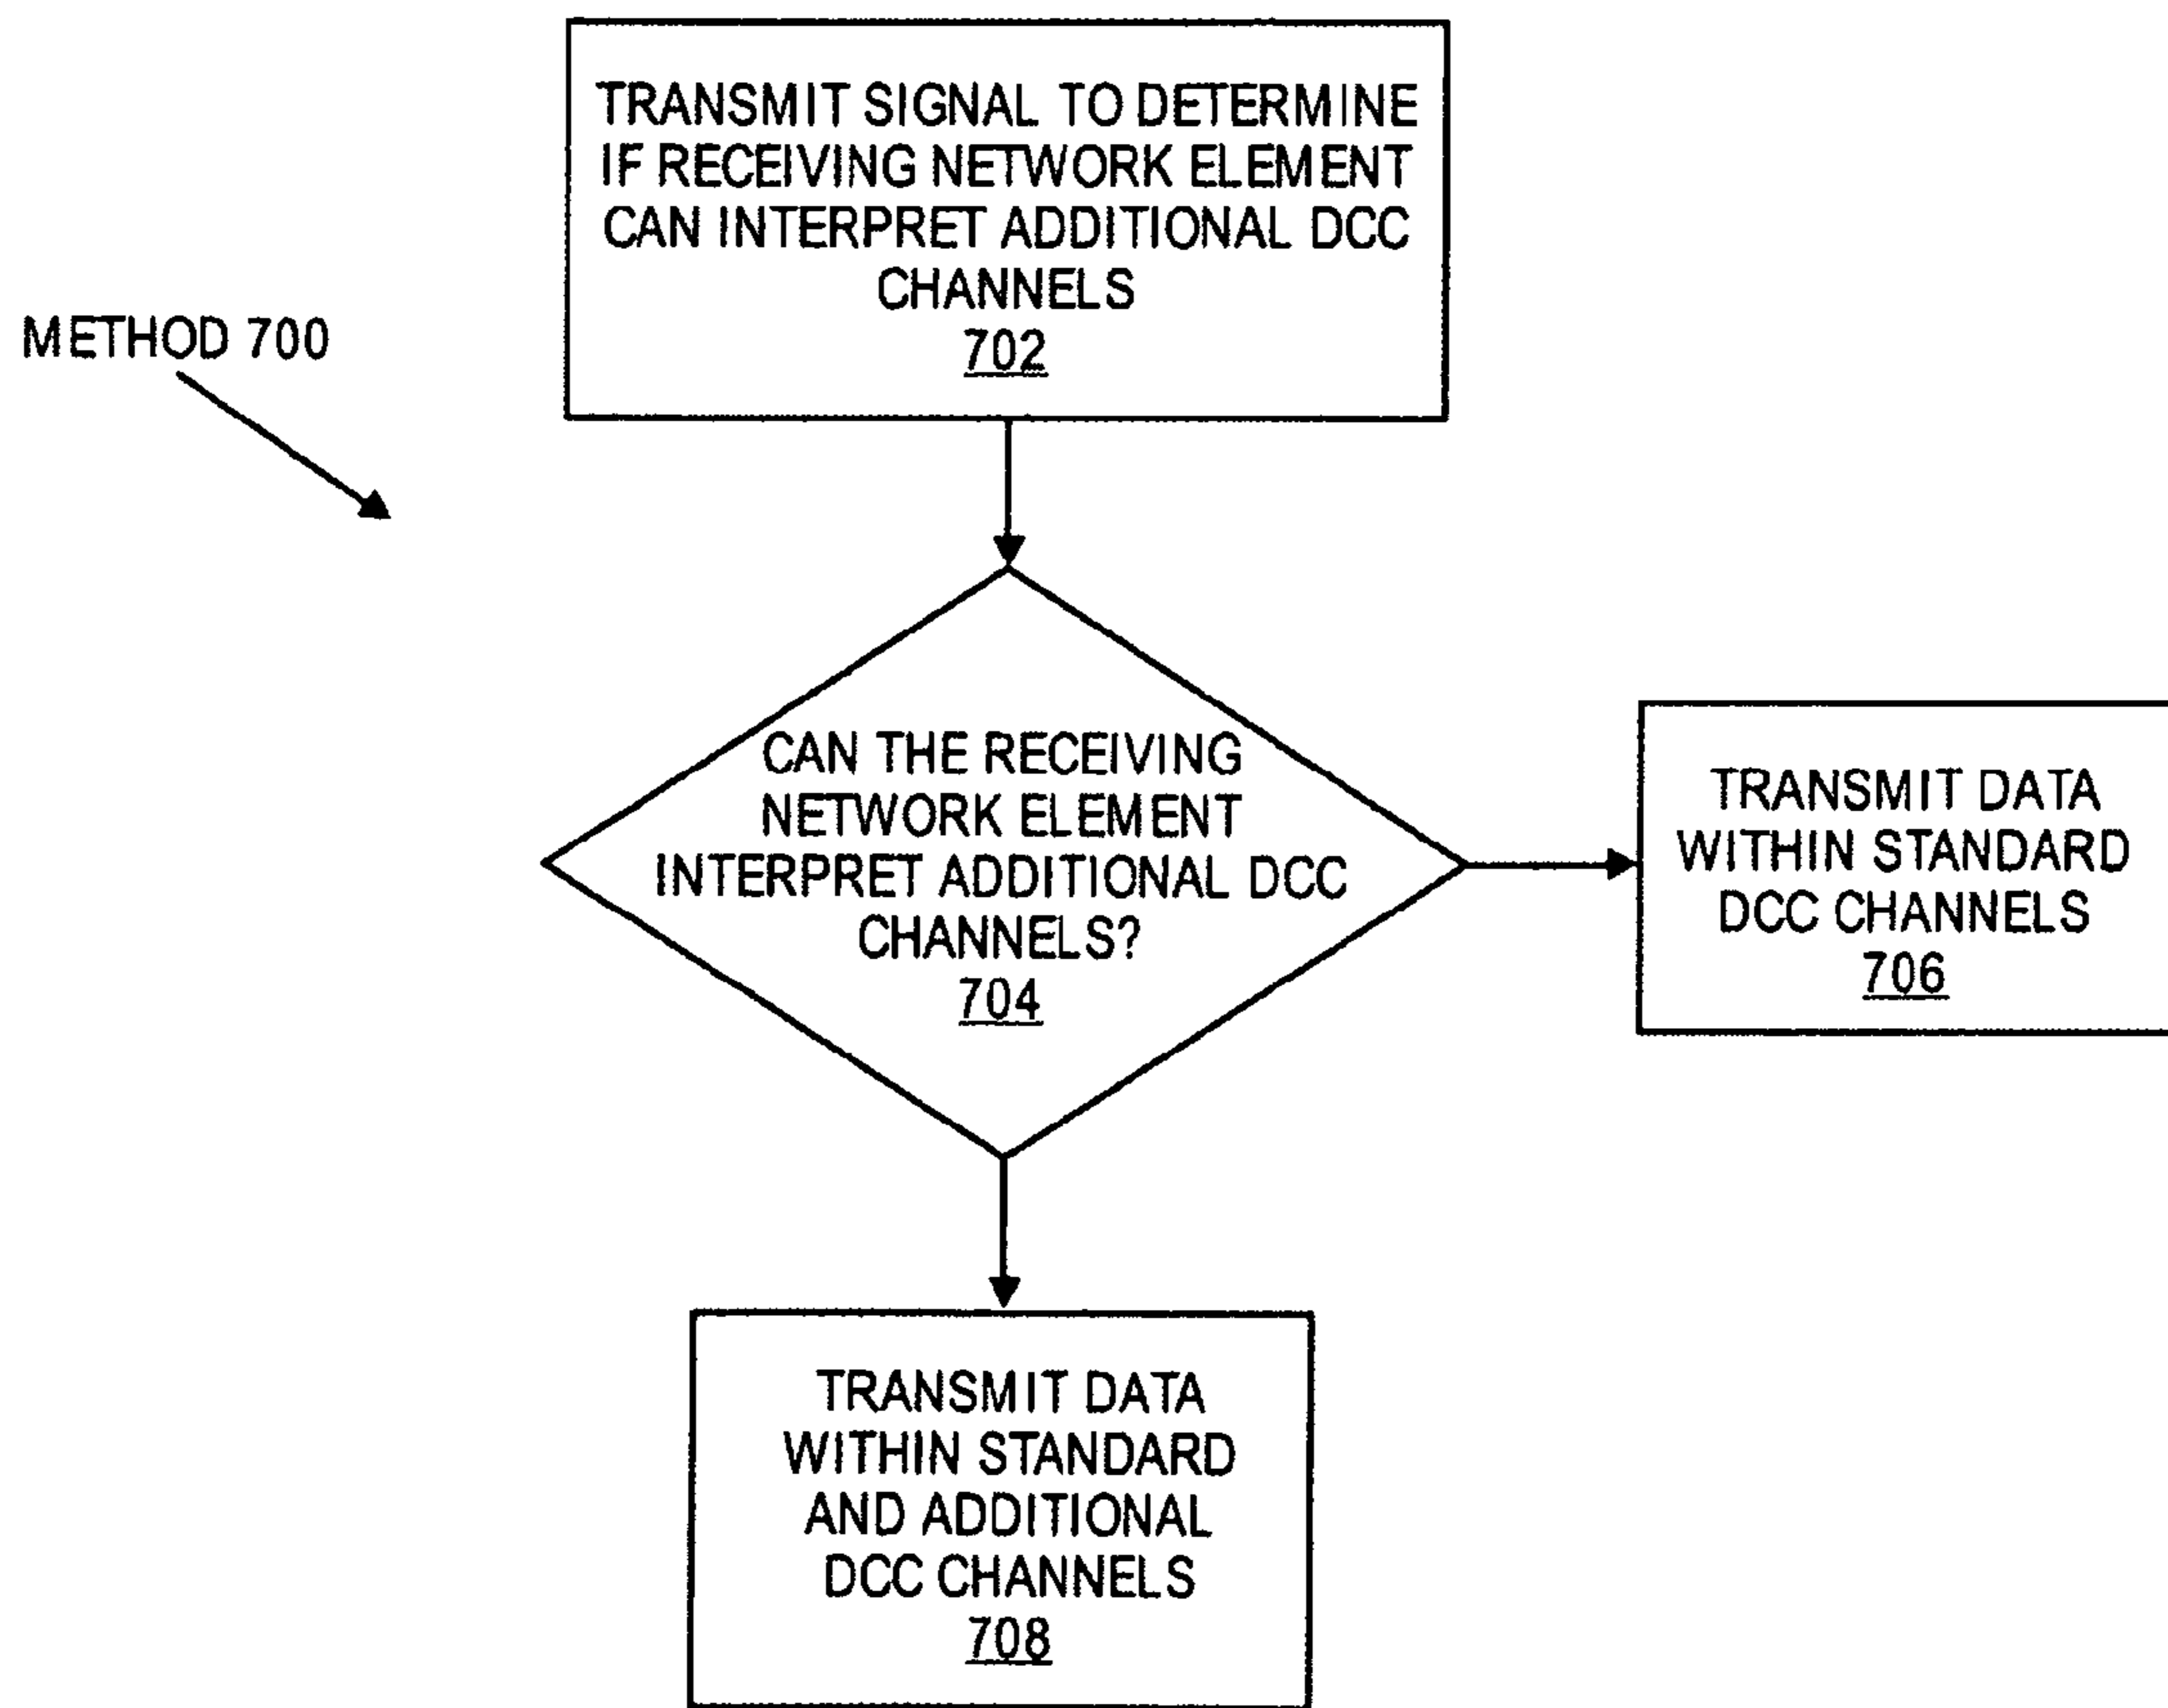 TRANSMIT SIGNAL TO DETERMINE
IF RECEIVING NETWORK ELEMENT
CAN INTERPRET ADDITIONAL DCC
CHANNELS
702
METHOD 700
CAN THE RECEIVING
NETWORK ELEMENT
INTERPRET ADDITIONAL DCC
CHANNELS?
704
TRANSMIT DATA
WITHIN STANDARD
DCC CHANNELS
706
TRANSMIT DATA
WITHIN STANDARD
AND ADDITIONAL
DCC CHANNELS
708